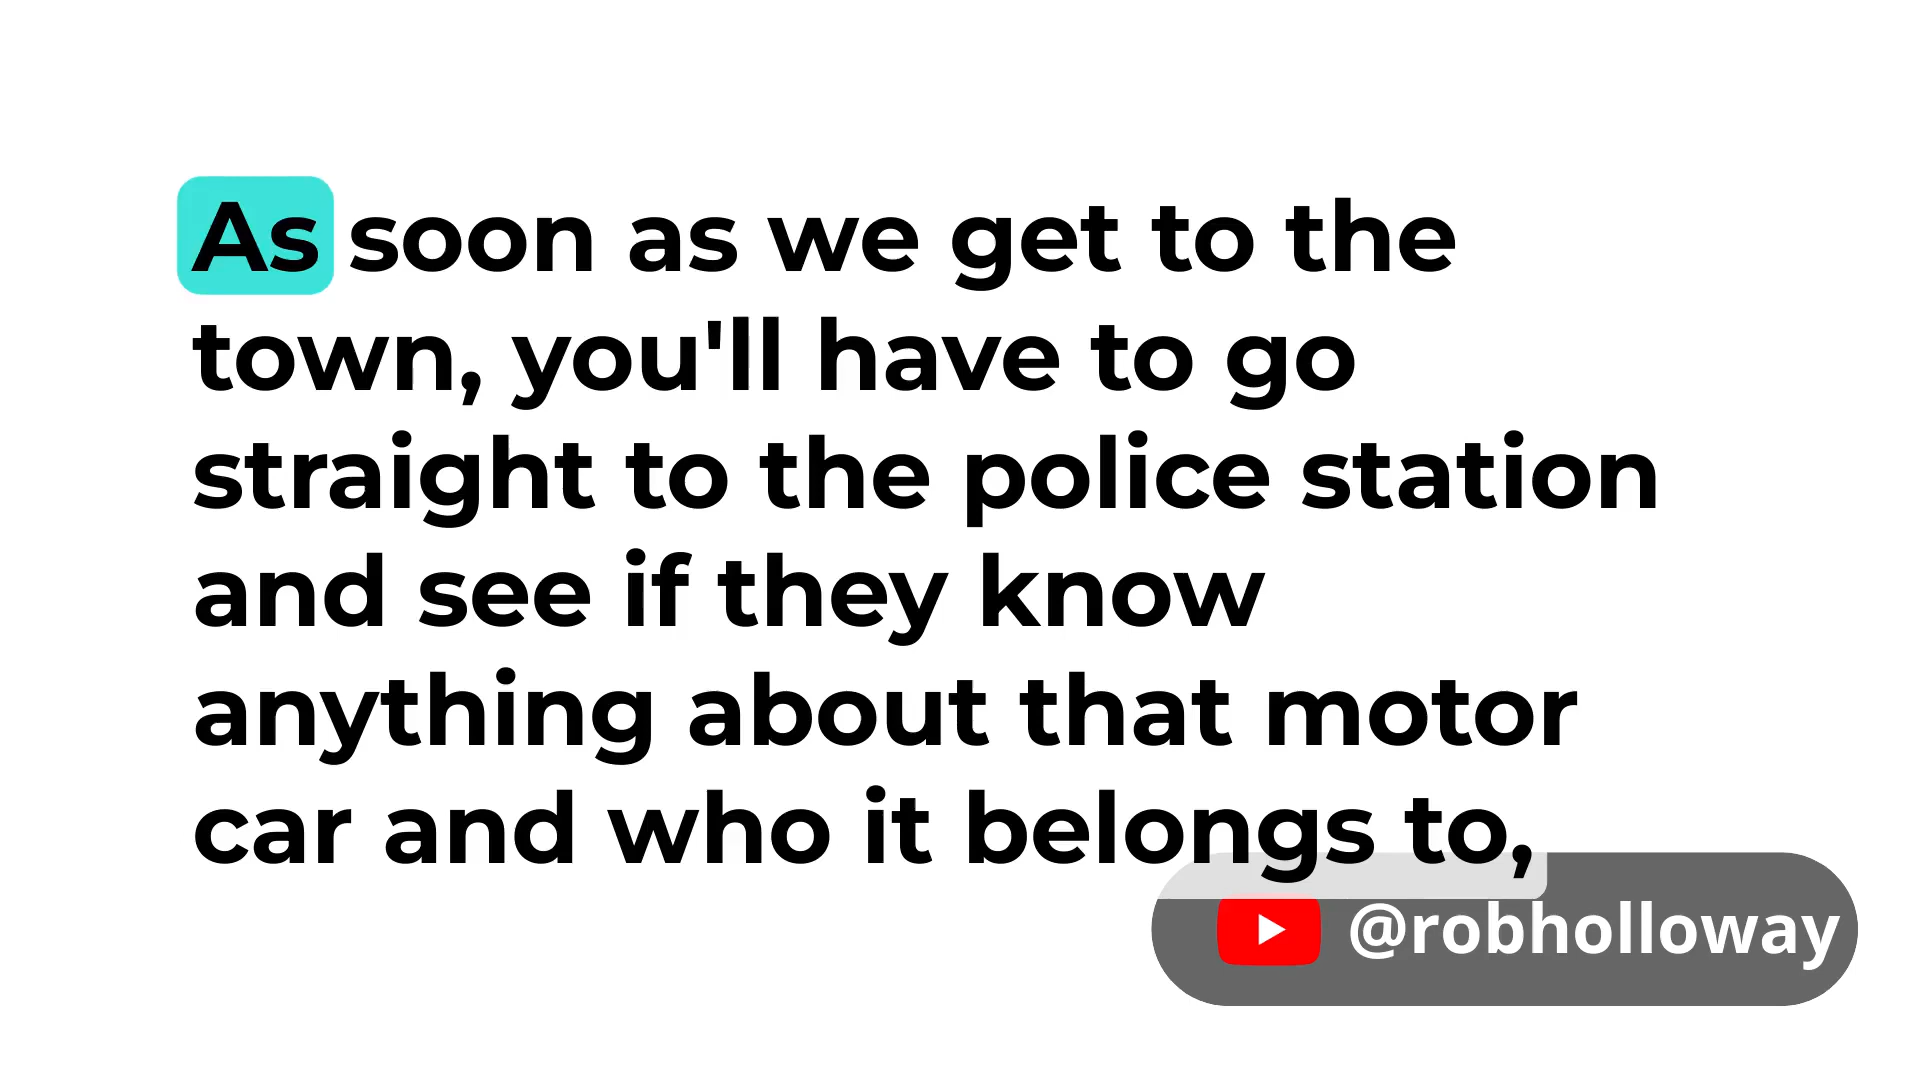 As soon as we get to the
town, you'll have to go
straight to the police station
and see if they know
anything about that motor
car and who it belongs to,
@robholloway